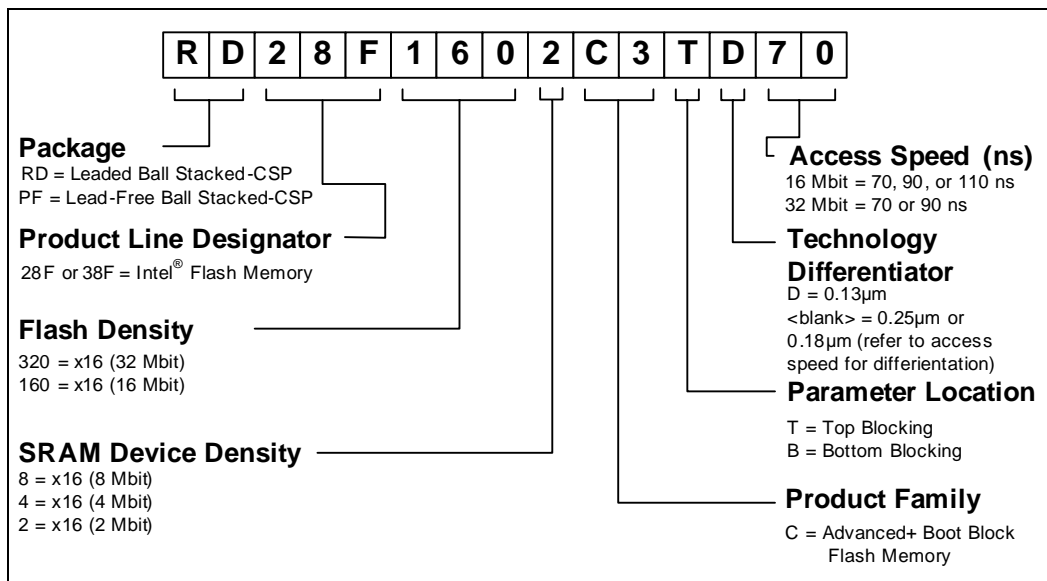 R D 2 8 F 1 6 0 2 C 3 T D 7 0
Package
RD = Leaded Ball Stacked-CSP
PF = Lead-Free Ball Stacked-CSP
Product Line Designator
28F or 38F = Intel® Flash Memory
Flash Density
320 = x16 (32 Mbit)
160 = x16 (16 Mbit)
SRAM Device Density
8 = x16 (8 Mbit)
4 = x16 (4 Mbit)
2 = x16 (2 Mbit)
Access Speed (ns)
16 Mbit = 70, 90, or 110 ns
32 Mbit = 70 or 90 ns
Technology
Differentiator
D = 0.13µm
<blank> = 0.25µm or
0.18µm (refer to access
speed for differientation)
Parameter Location
T = Top Blocking
B = Bottom Blocking
Product Family
C = Advanced+ Boot Block
Flash Memory